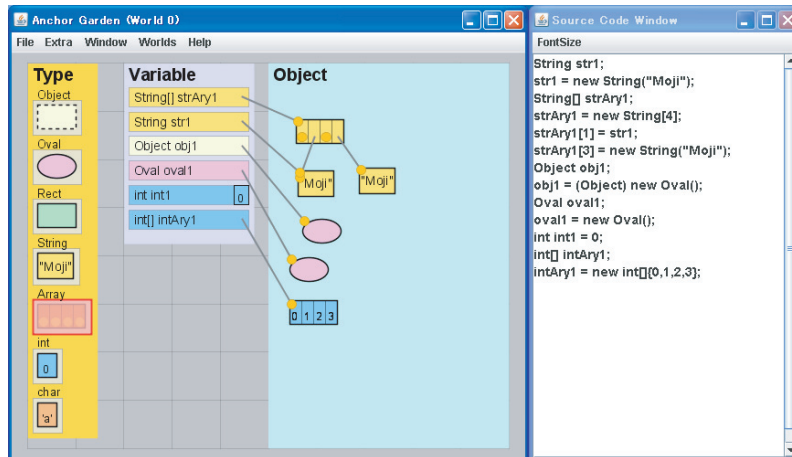 Anchor Garden (World 0)
File Extra Window Worlds Help
Type
Object
Oval
Rect
String
"Moji"
Array
int
0
char
'a'
Variable
String[] strAry1
String str1
Object obj1
Oval oval1
int int1 0
int[] intAry1
Object
"Moji" "Moji"
0 1 2 3
Source Code Window
FontSize
String str1;
str1 = new String("Moji");
String[] strAry1;
strAry1 = new String[4];
strAry1[1] = str1;
strAry1[3] = new String("Moji");
Object obj1;
obj1 = (Object) new Oval();
Oval oval1;
oval1 = new Oval();
int int1 = 0;
int[] intAry1;
intAry1 = new int[]{0,1,2,3};